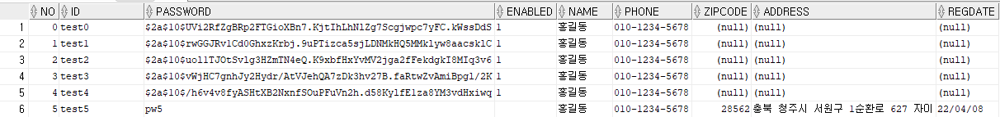 NO ID PASSWORD ENABLED NAME PHONE ZIPCODE ADDRESS REGDATE
1 0 test0 $2a$10$UVi2RfZgBRp2FTGioXBn7.KjtIhLhNlZg7Scgjwpc7yFC.kWssDdS 1 홍길동 010-1234-5678 (null) (null) (null)
2 1 test1 $2a$10$rwGGJRvlCd0GhxzKrbj.9uPTizca5sjLDNMkHQ5MMklyw8aacsklC 1 홍길동 010-1234-5678 (null) (null) (null)
3 2 test2 $2a$10$uollTJOtSvlg3HZmTN4eQ.K9xbfHxYvMV2jga2fFekdgkI8MIq3v6 1 홍길동 010-1234-5678 (null) (null) (null)
4 3 test3 $2a$10$vWjHC7gnhJy2Hydr/AtVJehQA7zDk3hv27B.faRtwZvAmiBpgl/2K 1 홍길동 010-1234-5678 (null) (null) (null)
5 4 test4 $2a$10$/h6v4v8fyASHtXB2NxnfSOuPFuVn2h.d58KylfElza8YM3vdHxiwq 1 홍길동 010-1234-5678 (null) (null) (null)
6 5 test5 pw5 홍길동 010-1234-5678 28562 충북 청주시 서원구 1순환로 627 자이 22/04/08